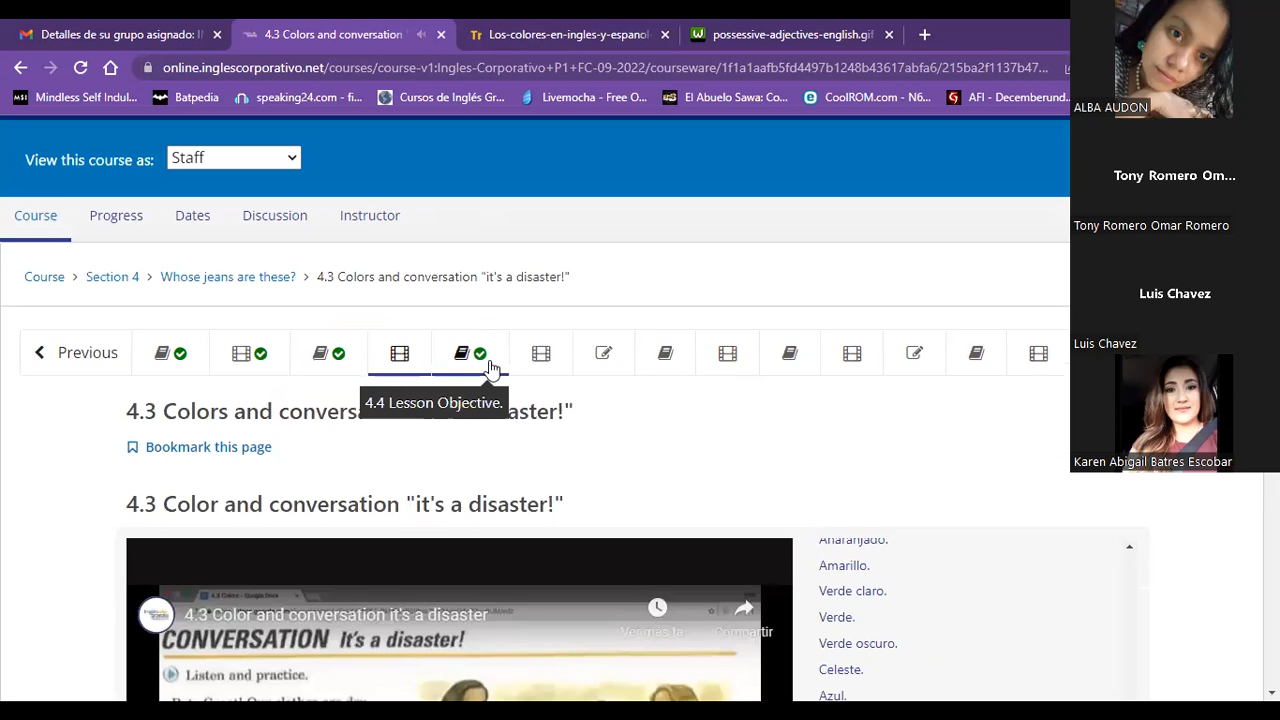 Detalles de su grupo asignado: II
4.3 Colors and conversation
Los-colores-en-ingles-y-espanol-
possessive-adjectives-english.gif
online.inglescorporativo.net/courses/course-v1:Ingles-Corporativo+P1+FC-09-2022/courseware/1f1a1aafb5fd4497b1248b43617abfa6/215ba2f1137b47...
Mindless Self Indul...
Batpedia
speaking24.com - fi...
Cursos de Inglés Gr...
Livemocha - Free O...
El Abuelo Sawa: Co...
CoolROM.com - N6...
AFI - Decemberund...
View this course as:
Staff
Course
Progress
Dates
Discussion
Instructor
Course > Section 4 > Whose jeans are these? > 4.3 Colors and conversation "it's a disaster!"
Previous
4.4 Lesson Objective.
4.3 Colors and conversa
aster!"
Bookmark this page
4.3 Color and conversation "it's a disaster!"
4.3 Colors - Google Docs
4.3 Color and conversation it's a disaster
Ver más ta
Compartir
CONVERSATION It's a disaster!
Listen and practice.
Anaranjado.
Amarillo.
Verde claro.
Verde.
Verde oscuro.
Celeste.
Azul.
ALBA AUDON
Tony Romero Om...
Tony Romero Omar Romero
Luis Chavez
Luis Chavez
Karen Abigail Batres Escobar